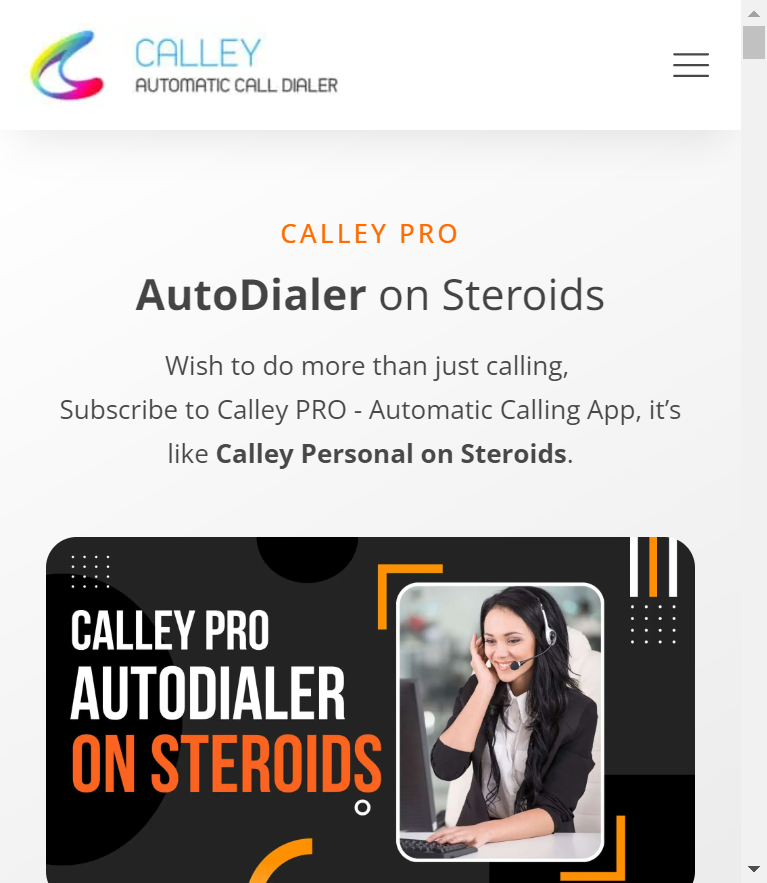 CALLEY
AUTOMATIC CALL DIALER
CALLEY PRO
AutoDialer on Steroids
Wish to do more than just calling,
Subscribe to Calley PRO - Automatic Calling App, it’s
like Calley Personal on Steroids.
CALLEY PRO
AUTODIALER
ON STEROIDS